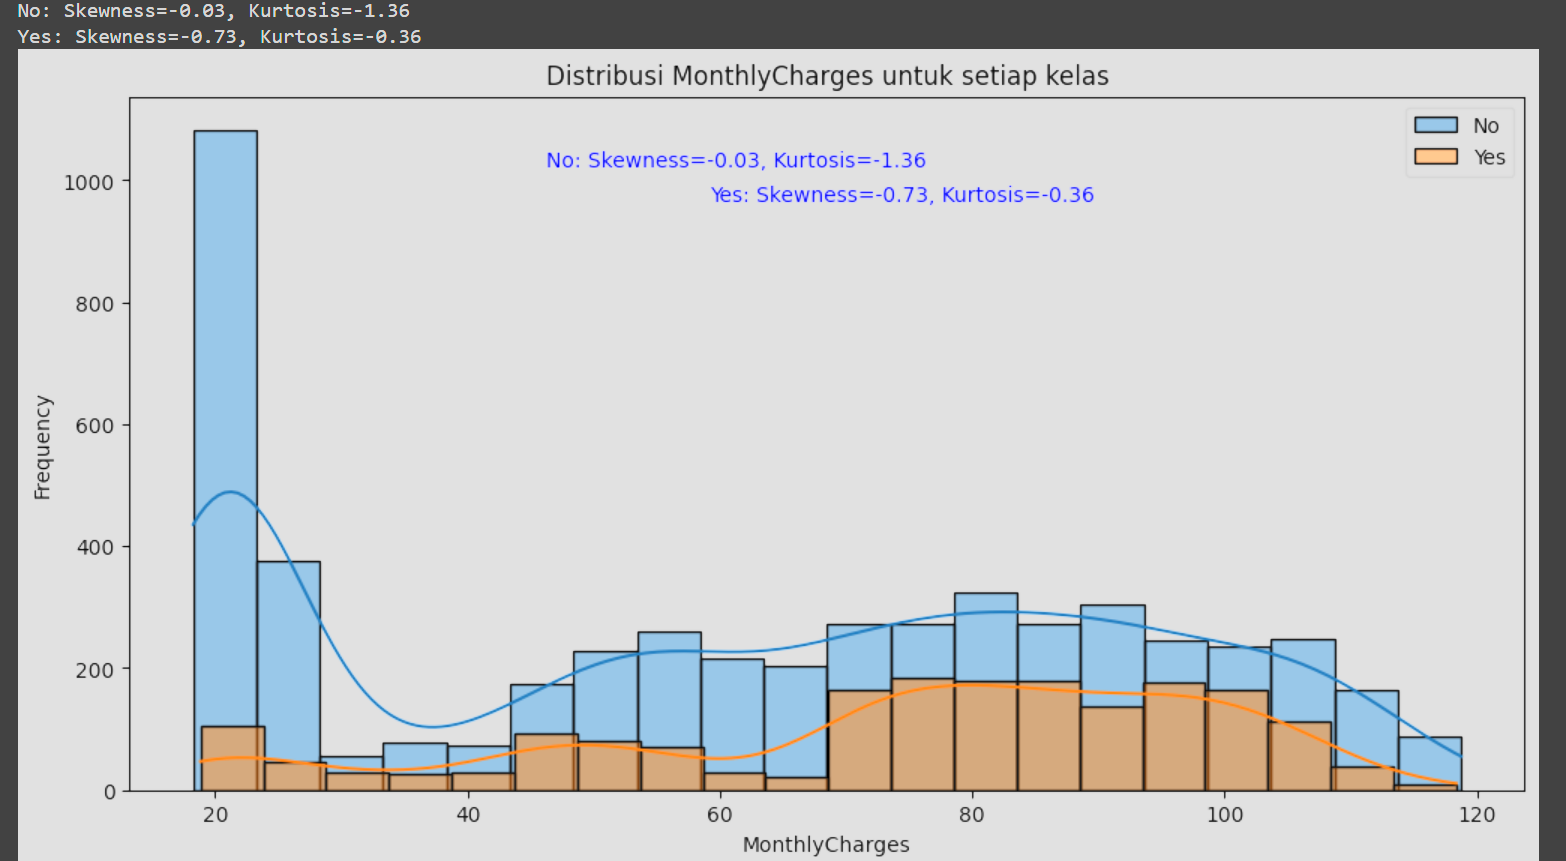 No: Skewness=-0.03, Kurtosis=-1.36
Yes: Skewness=-0.73, Kurtosis=-0.36
Distribusi MonthlyCharges untuk setiap kelas
No
Yes
No: Skewness=-0.03, Kurtosis=-1.36
Yes: Skewness=-0.73, Kurtosis=-0.36
1000
800
600
400
200
0
Frequency
20 40 60 80 100 120
MonthlyCharges